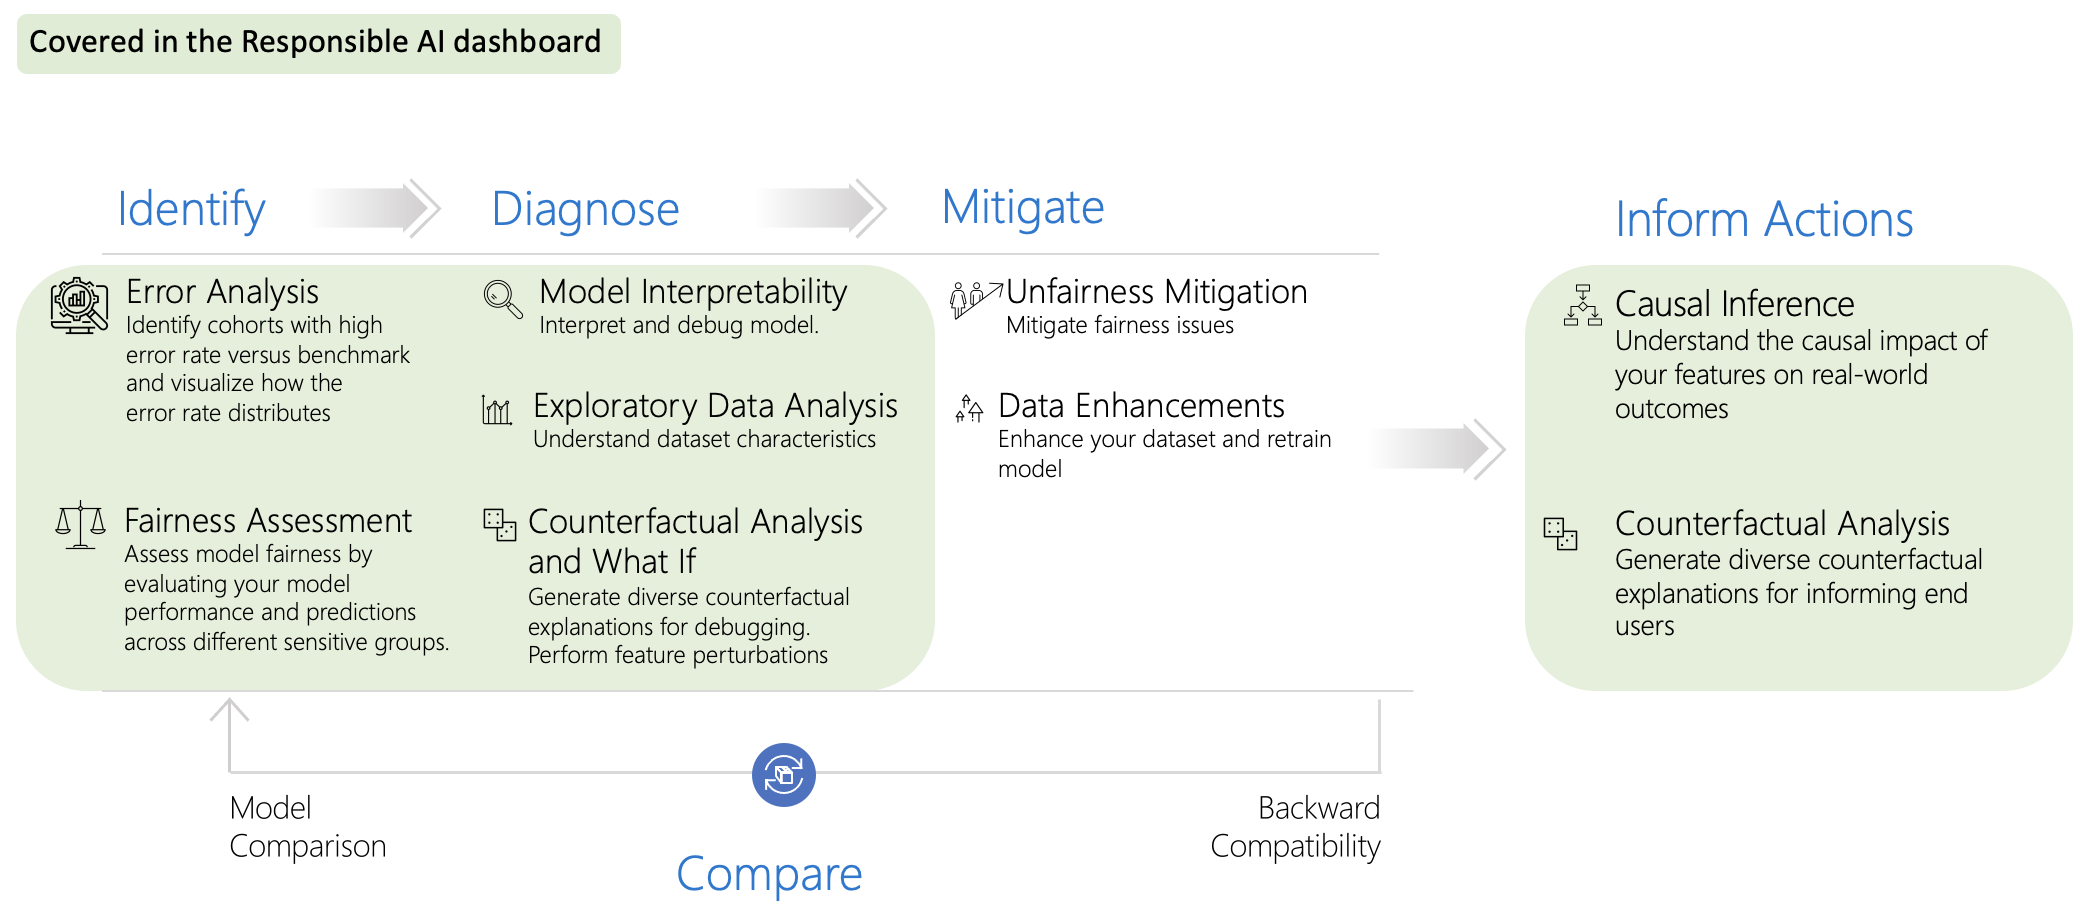 Covered in the Responsible AI dashboard
Identify
Diagnose
Mitigate
Inform Actions
Error Analysis
Identify cohorts with high
error rate versus benchmark
and visualize how the
error rate distributes
Fairness Assessment
Assess model fairness by
evaluating your model
performance and predictions
across different sensitive groups.
Model Interpretability
Interpret and debug model.
Exploratory Data Analysis
Understand dataset characteristics
Counterfactual Analysis
and What If
Generate diverse counterfactual
explanations for debugging.
Perform feature perturbations
Unfairness Mitigation
Mitigate fairness issues
Data Enhancements
Enhance your dataset and retrain
model
Causal Inference
Understand the causal impact of
your features on real-world
outcomes
Counterfactual Analysis
Generate diverse counterfactual
explanations for informing end
users
Model
Comparison
Backward
Compatibility
Compare